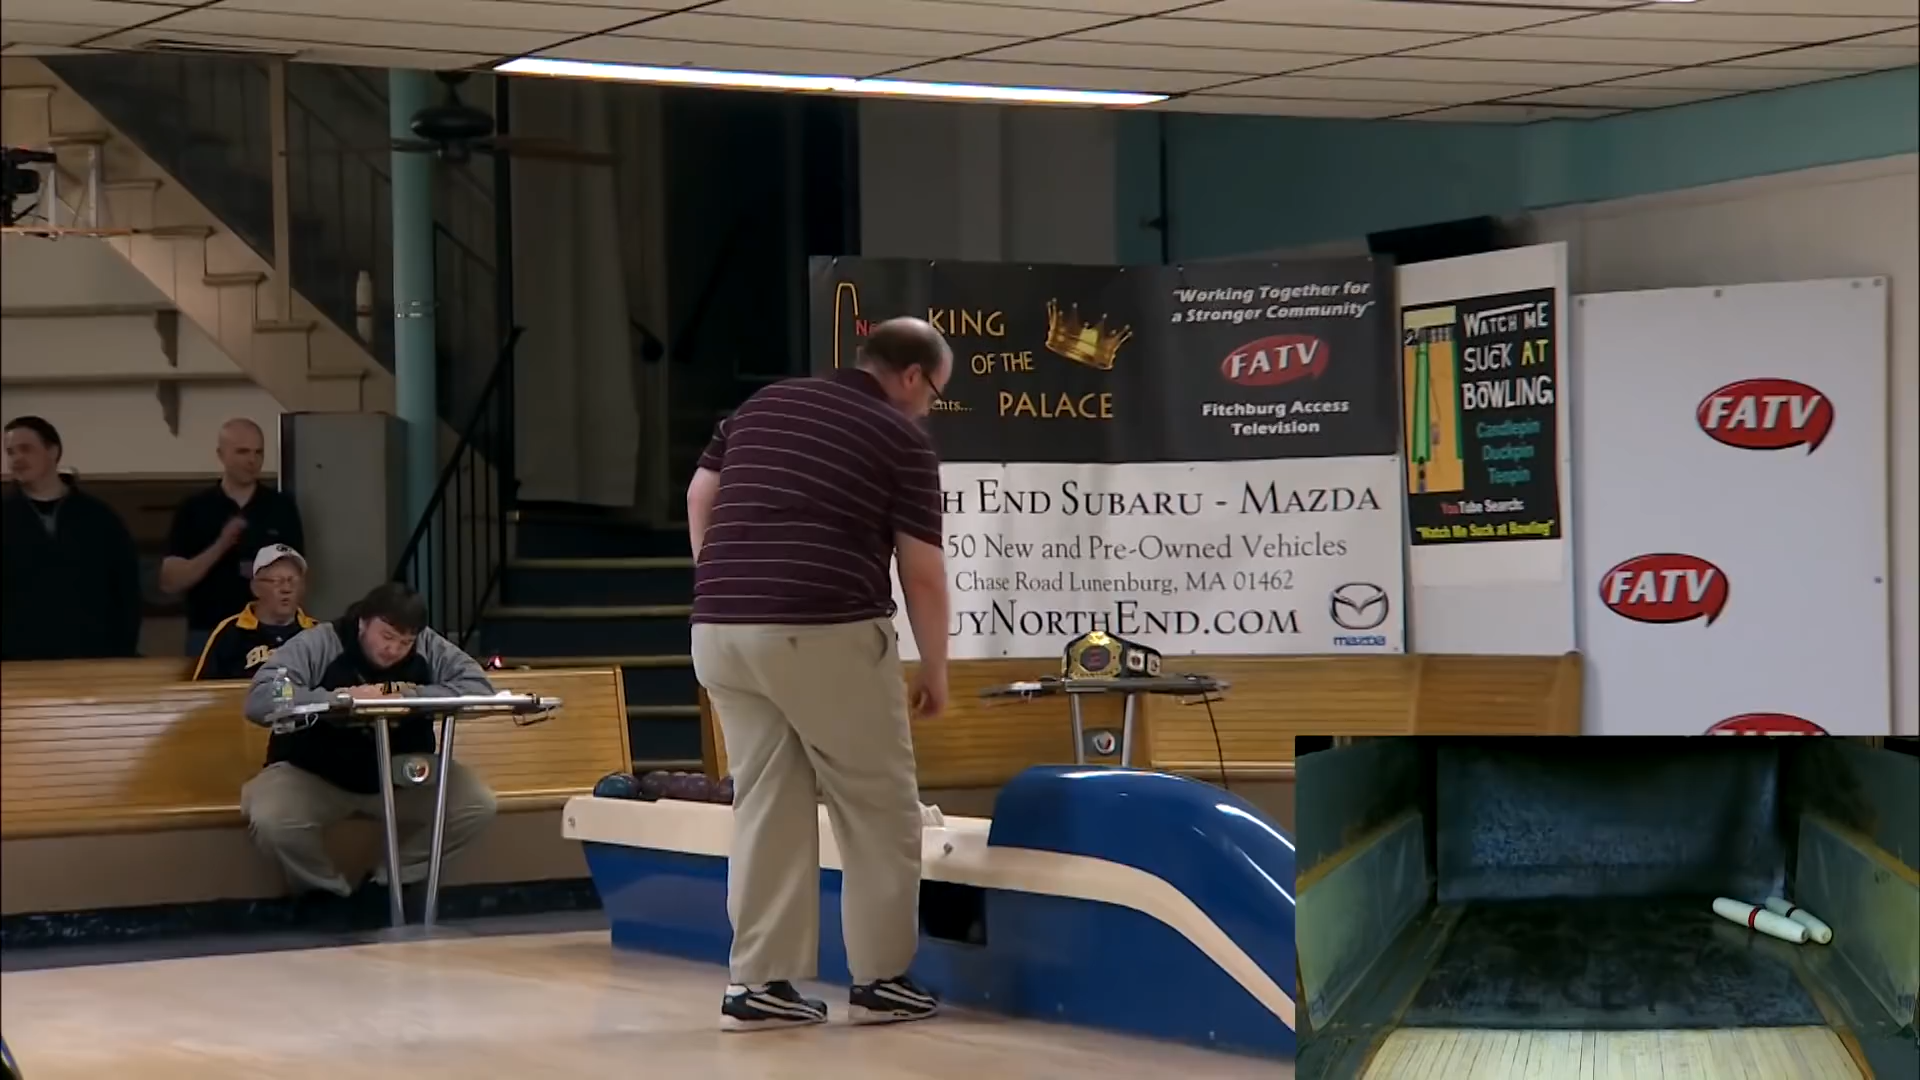 KING
OF THE
PALACE
"Working Together for
a Stronger Community"
FATV
Fitchburg Access
Television
END SUBARU - MAZDA
50 New and Pre-Owned Vehicles
Chase Road Lunenburg, MA 01462
UYNORTHEND.COM
mazda
WATCH ME
SUCK AT
BOWLING
Candlepin
Duckpin
Tenpin
YouTube Search:
"Watch Me Suck at Bowling"
FATV
FATV